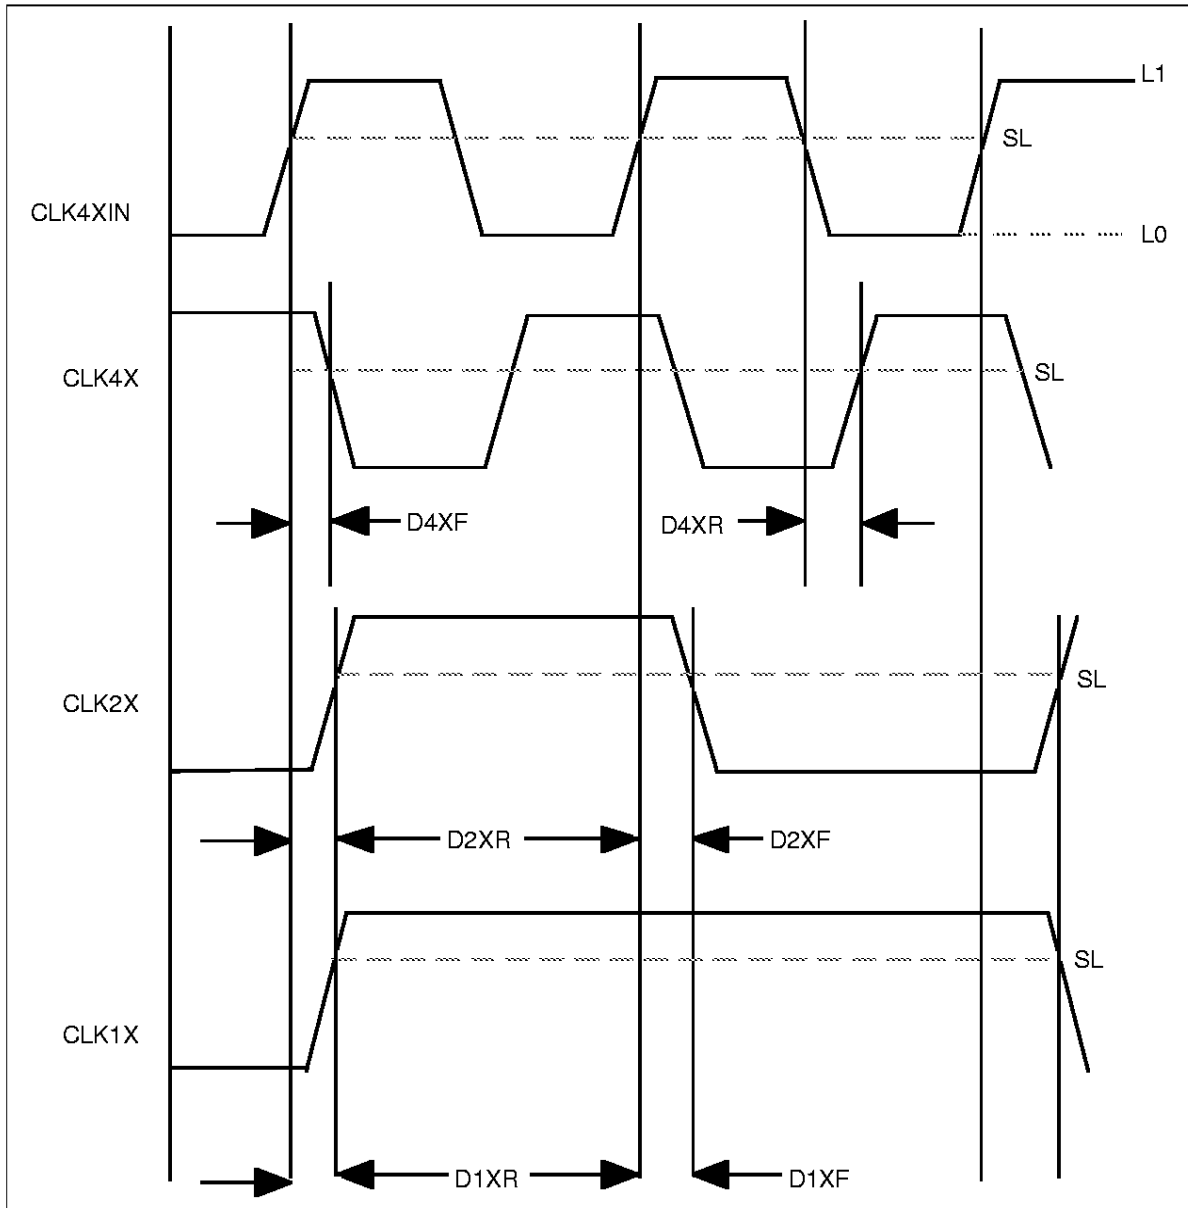 L1
SL
CLK4XIN
L0
CLK4X
SL
D4XF
D4XR
SL
CLK2X
D2XR
D2XF
SL
CLK1X
D1XR
D1XF